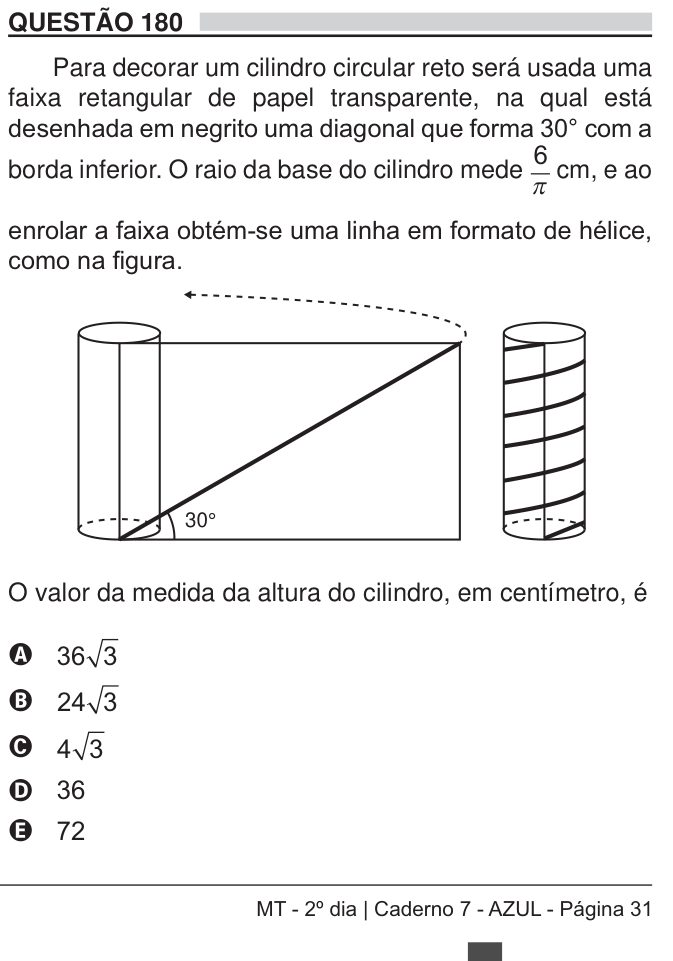 QUESTÃO 180
Para decorar um cilindro circular reto será usada uma
faixa retangular de papel transparente, na qual está
desenhada em negrito uma diagonal que forma 30° com a
borda inferior. O raio da base do cilindro mede 6/π cm, e ao
enrolar a faixa obtém-se uma linha em formato de hélice,
como na figura.
30°
O valor da medida da altura do cilindro, em centímetro, é
A 36√3
B 24√3
C 4√3
D 36
E 72
MT - 2º dia | Caderno 7 - AZUL - Página 31